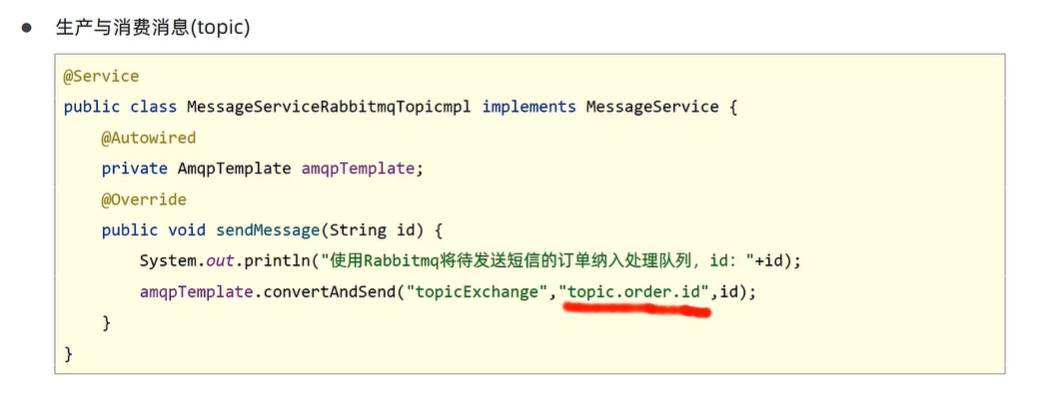 ● 生产与消费消息(topic)
@Service
public class MessageServiceRabbitmqTopicmpl implements MessageService {
    @Autowired
    private AmqpTemplate amqpTemplate;
    @Override
    public void sendMessage(String id) {
        System.out.println("使用Rabbitmq将待发送短信的订单纳入处理队列，id："+id);
        amqpTemplate.convertAndSend("topicExchange","topic.order.id",id);
    }
}